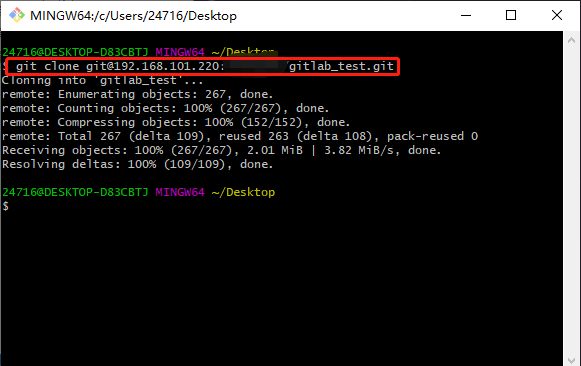 MINGW64:/c/Users/24716/Desktop
24716@DESKTOP-D83CBTJ MINGW64 ~/Desktop
$ git clone git@192.168.101.220: /gitlab_test.git
Cloning into 'gitlab_test'...
remote: Enumerating objects: 267, done.
remote: Counting objects: 100% (267/267), done.
remote: Compressing objects: 100% (152/152), done.
remote: Total 267 (delta 109), reused 263 (delta 108), pack-reused 0
Receiving objects: 100% (267/267), 2.01 MiB | 3.82 MiB/s, done.
Resolving deltas: 100% (109/109), done.
24716@DESKTOP-D83CBTJ MINGW64 ~/Desktop
$